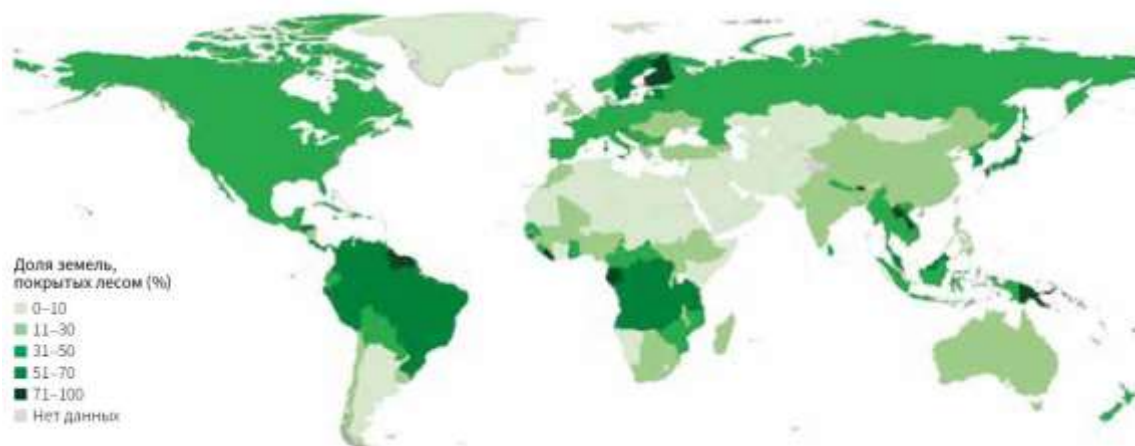 Доля земель,
покрытых лесом (%)
0–10
11–30
31–50
51–70
71–100
Нет данных